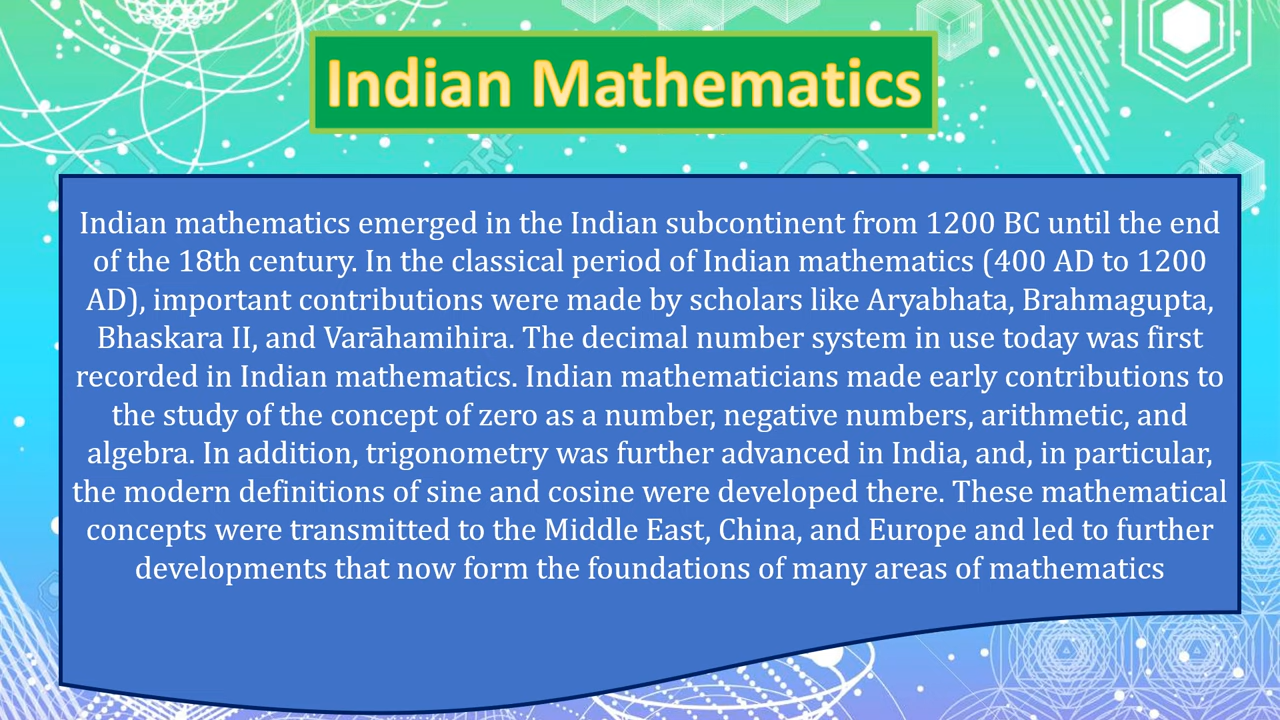 Indian Mathematics
Indian mathematics emerged in the Indian subcontinent from 1200 BC until the end
of the 18th century. In the classical period of Indian mathematics (400 AD to 1200
AD), important contributions were made by scholars like Aryabhata, Brahmagupta,
Bhaskara II, and Varāhamihira. The decimal number system in use today was first
recorded in Indian mathematics. Indian mathematicians made early contributions to
the study of the concept of zero as a number, negative numbers, arithmetic, and
algebra. In addition, trigonometry was further advanced in India, and, in particular,
the modern definitions of sine and cosine were developed there. These mathematical
concepts were transmitted to the Middle East, China, and Europe and led to further
developments that now form the foundations of many areas of mathematics